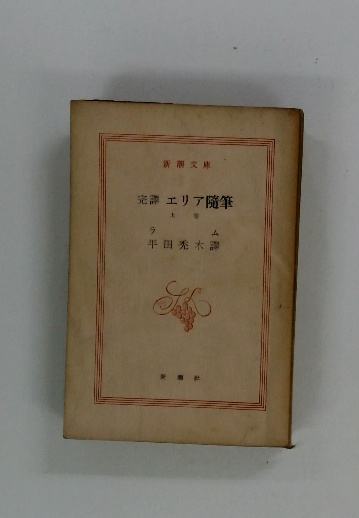 新潮文庫
完譯 エリア隨筆
上卷
ラム
平田禿木譯
新潮社